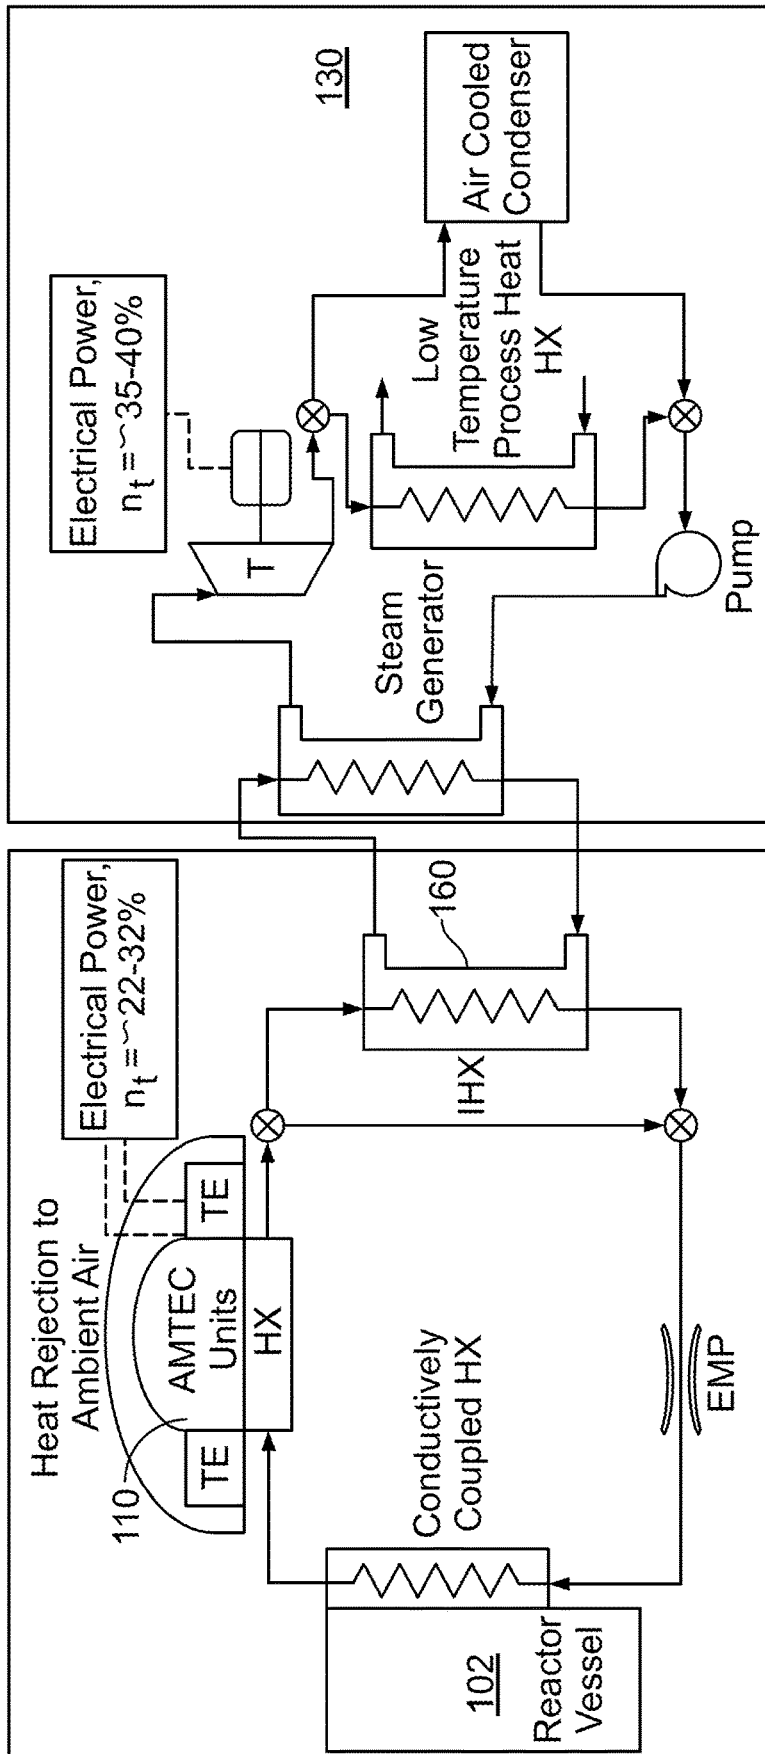 Heat Rejection to
Ambient Air
Electrical Power,
nt = ~22-32%
110
TE
AMTEC
Units
TE
HX
Conductively
Coupled HX
102
Reactor
Vessel
EMP
IHX
160
Electrical Power,
nt = ~35-40%
130
T
Steam
Generator
Low
Temperature
Process Heat
HX
Air Cooled
Condenser
Pump